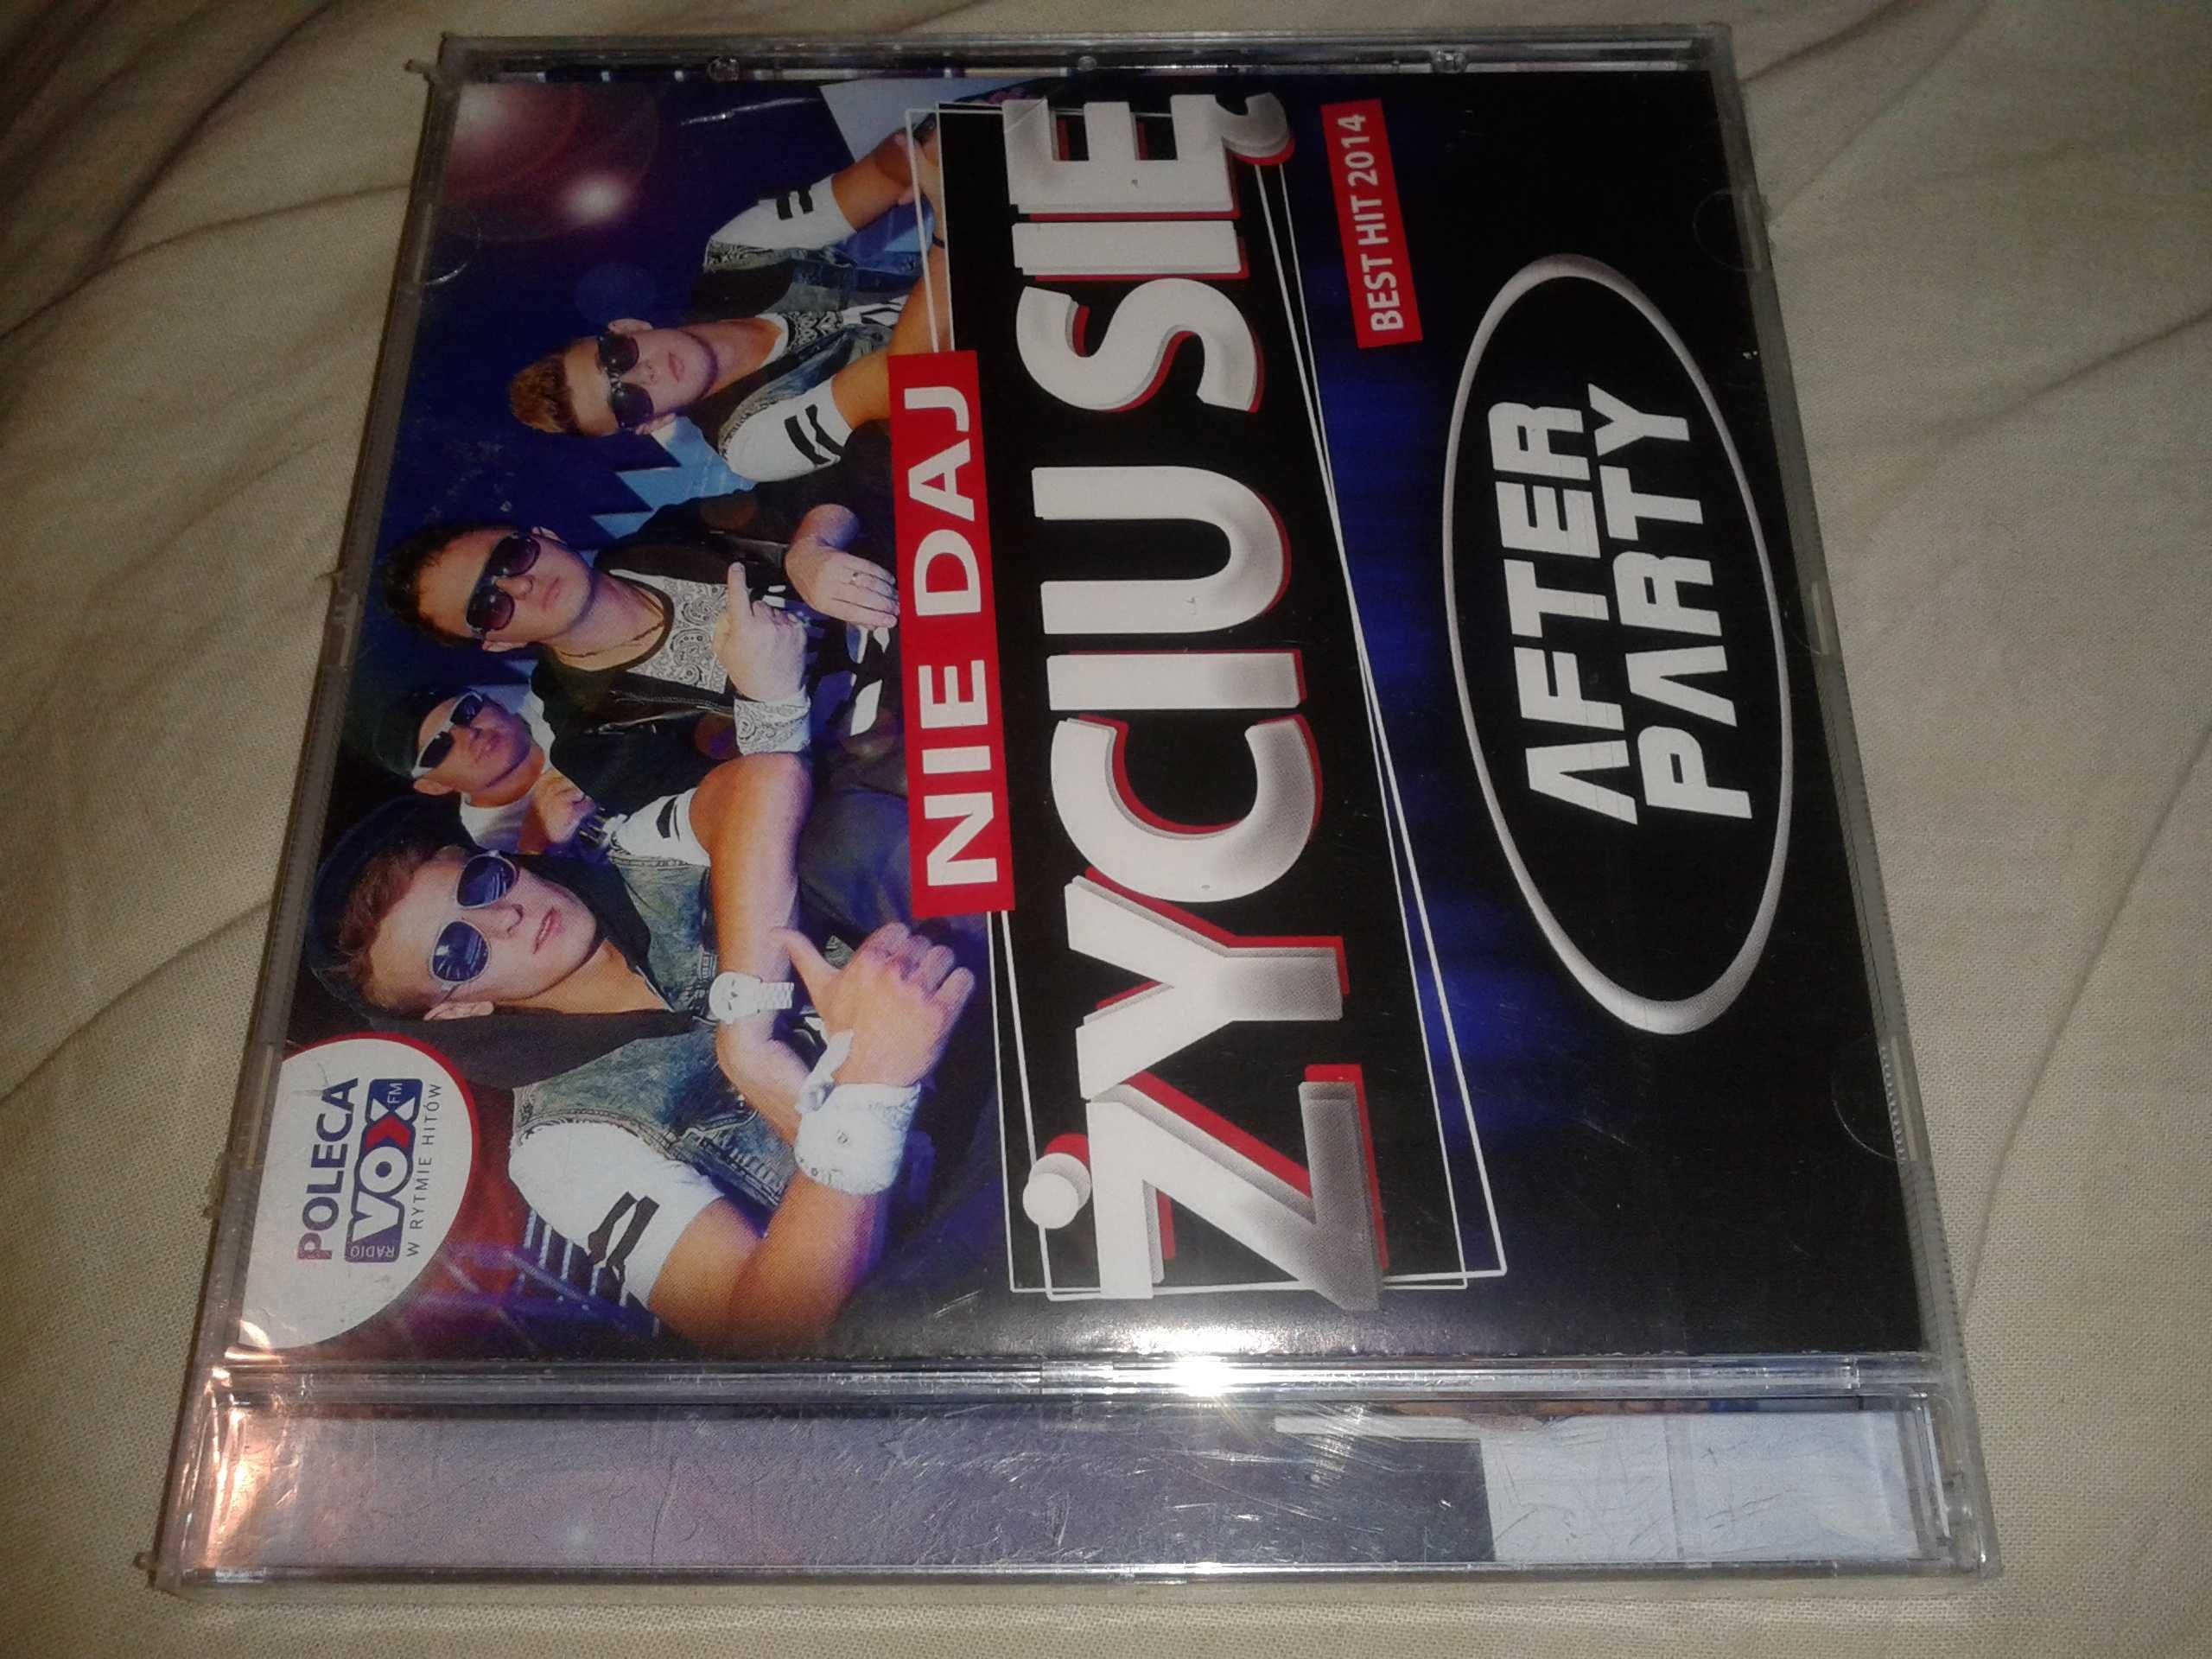 POLECA
RADIO VOX FM
W RYTMIE HITÓW
NIE DAJ
ŻYCIU SIĘ
BEST HIT 2014
AFTER
PARTY